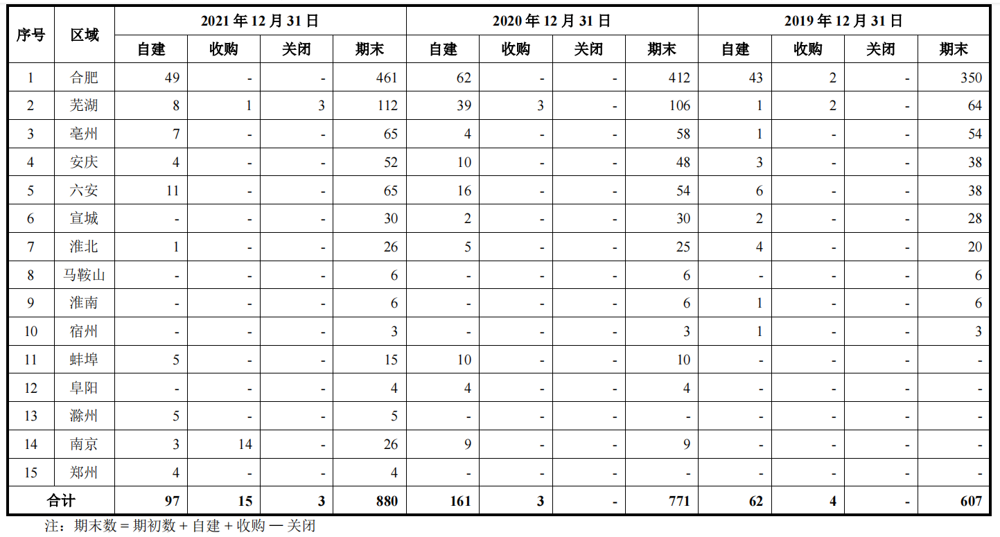 序号 区域 2021 年 12 月 31 日 2020 年 12 月 31 日 2019 年 12 月 31 日
自建 收购 关闭 期末 自建 收购 关闭 期末 自建 收购 关闭 期末
1 合肥 49 - - 461 62 - - 412 43 2 - 350
2 芜湖 8 1 3 112 39 3 - 106 1 2 - 64
3 亳州 7 - - 65 4 - - 58 1 - - 54
4 安庆 4 - - 52 10 - - 48 3 - - 38
5 六安 11 - - 65 16 - - 54 6 - - 38
6 宣城 - - - 30 2 - - 30 2 - - 28
7 淮北 1 - - 26 5 - - 25 4 - - 20
8 马鞍山 - - - 6 - - - 6 - - - 6
9 淮南 - - - 6 - - - 6 1 - - 6
10 宿州 - - - 3 - - - 3 1 - - 3
11 蚌埠 5 - - 15 10 - - 10 - - - -
12 阜阳 - - - 4 4 - - 4 - - - -
13 滁州 5 - - 5 - - - - - - - -
14 南京 3 14 - 26 9 - - 9 - - - -
15 郑州 4 - - 4 - - - - - - - -
合计 97 15 3 880 161 3 - 771 62 4 - 607
注：期末数 = 期初数 + 自建 + 收购 — 关闭